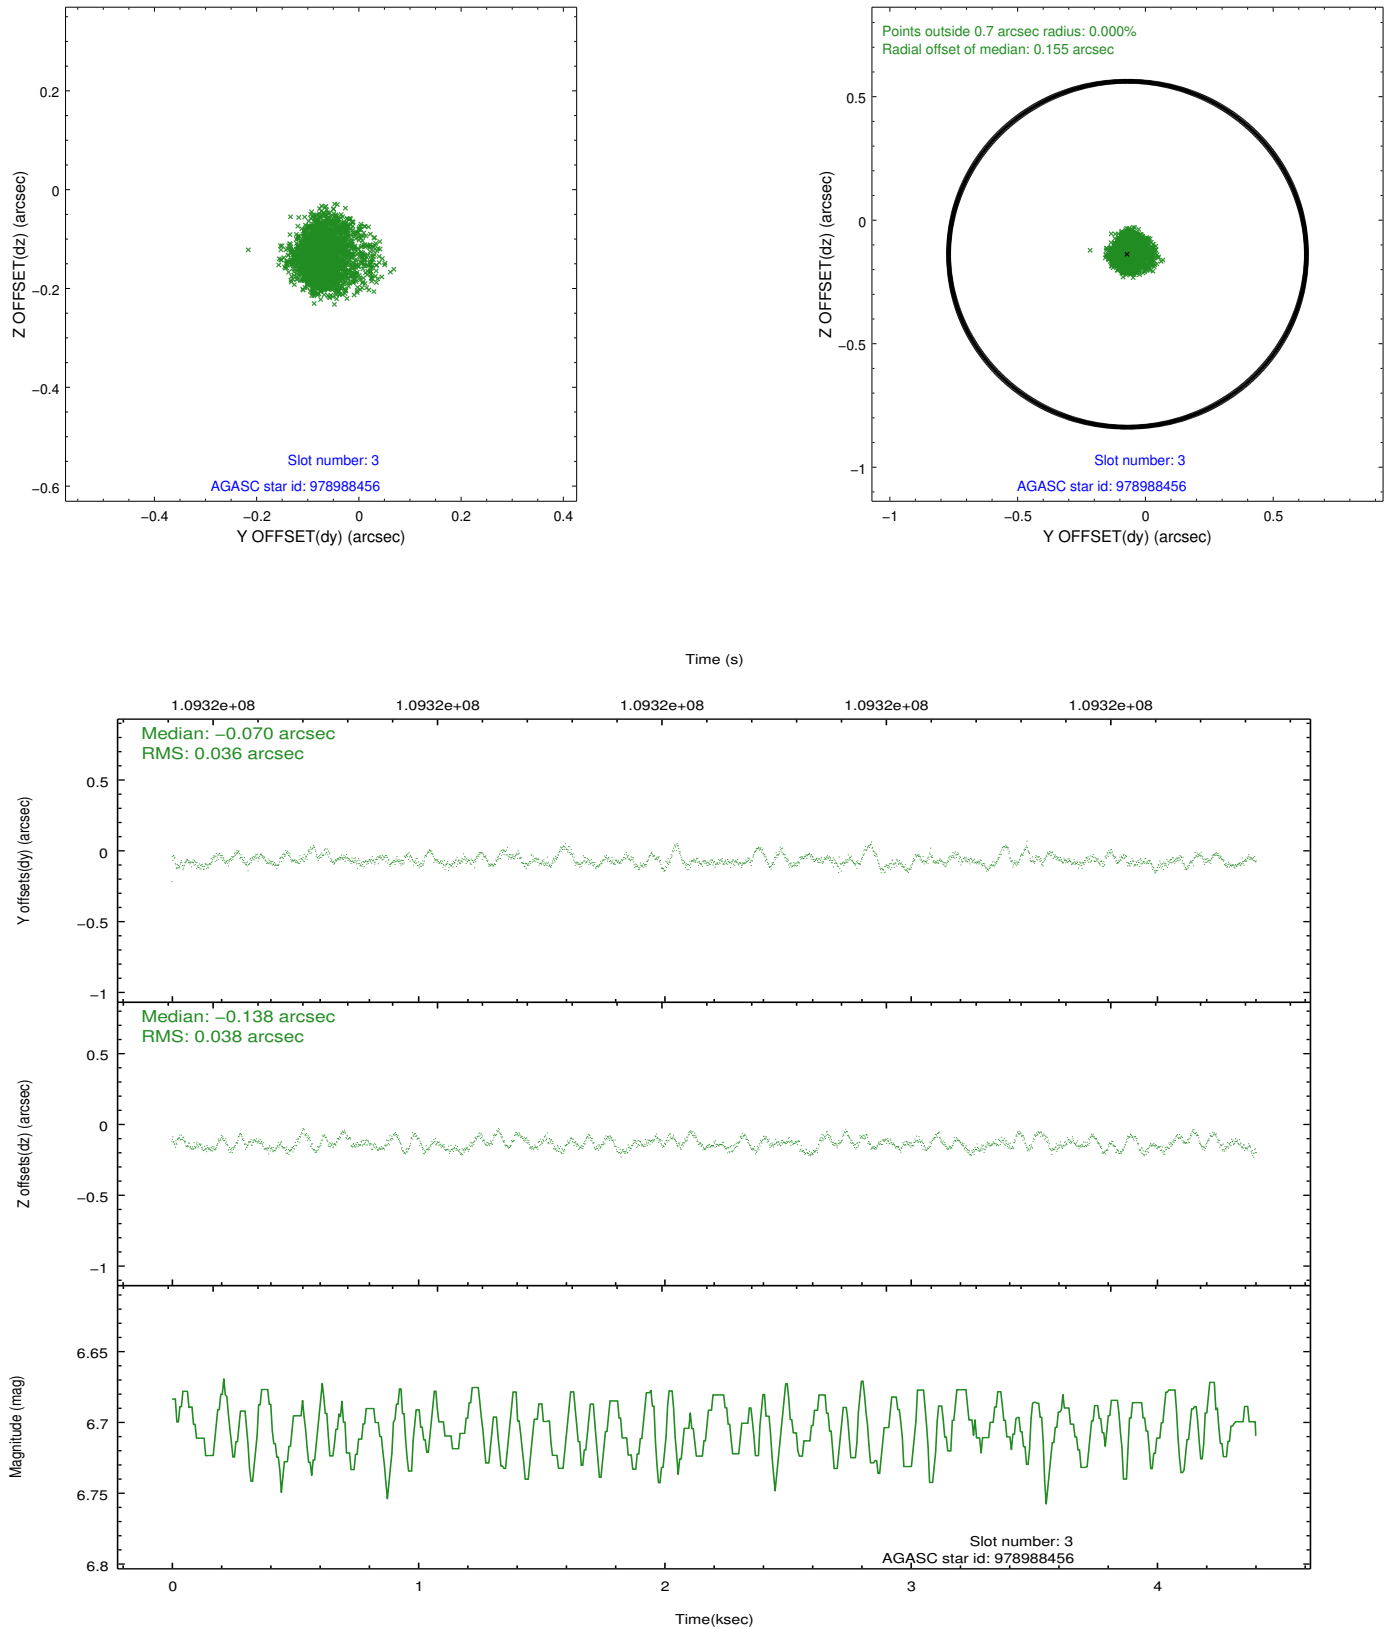 0.2
0
−0.2
−0.4
−0.6
Z OFFSET(dz) (arcsec)
Slot number: 3
AGASC star id: 978988456
−0.4
−0.2
0
0.2
0.4
Y OFFSET(dy) (arcsec)
Points outside 0.7 arcsec radius: 0.000%
Radial offset of median: 0.155 arcsec
0.5
0
−0.5
−1
Z OFFSET(dz) (arcsec)
Slot number: 3
AGASC star id: 978988456
−1
−0.5
0
0.5
Y OFFSET(dy) (arcsec)
Time (s)
1.0932e+08
1.0932e+08
1.0932e+08
1.0932e+08
1.0932e+08
Median: −0.070 arcsec
RMS: 0.036 arcsec
0.5
0
−0.5
−1
Y offsets(dy) (arcsec)
Median: −0.138 arcsec
RMS: 0.038 arcsec
0.5
0
−0.5
−1
Z offsets(dz) (arcsec)
6.65
6.7
6.75
6.8
Magnitude (mag)
Slot number: 3
AGASC star id: 978988456
0
1
2
3
4
Time(ksec)